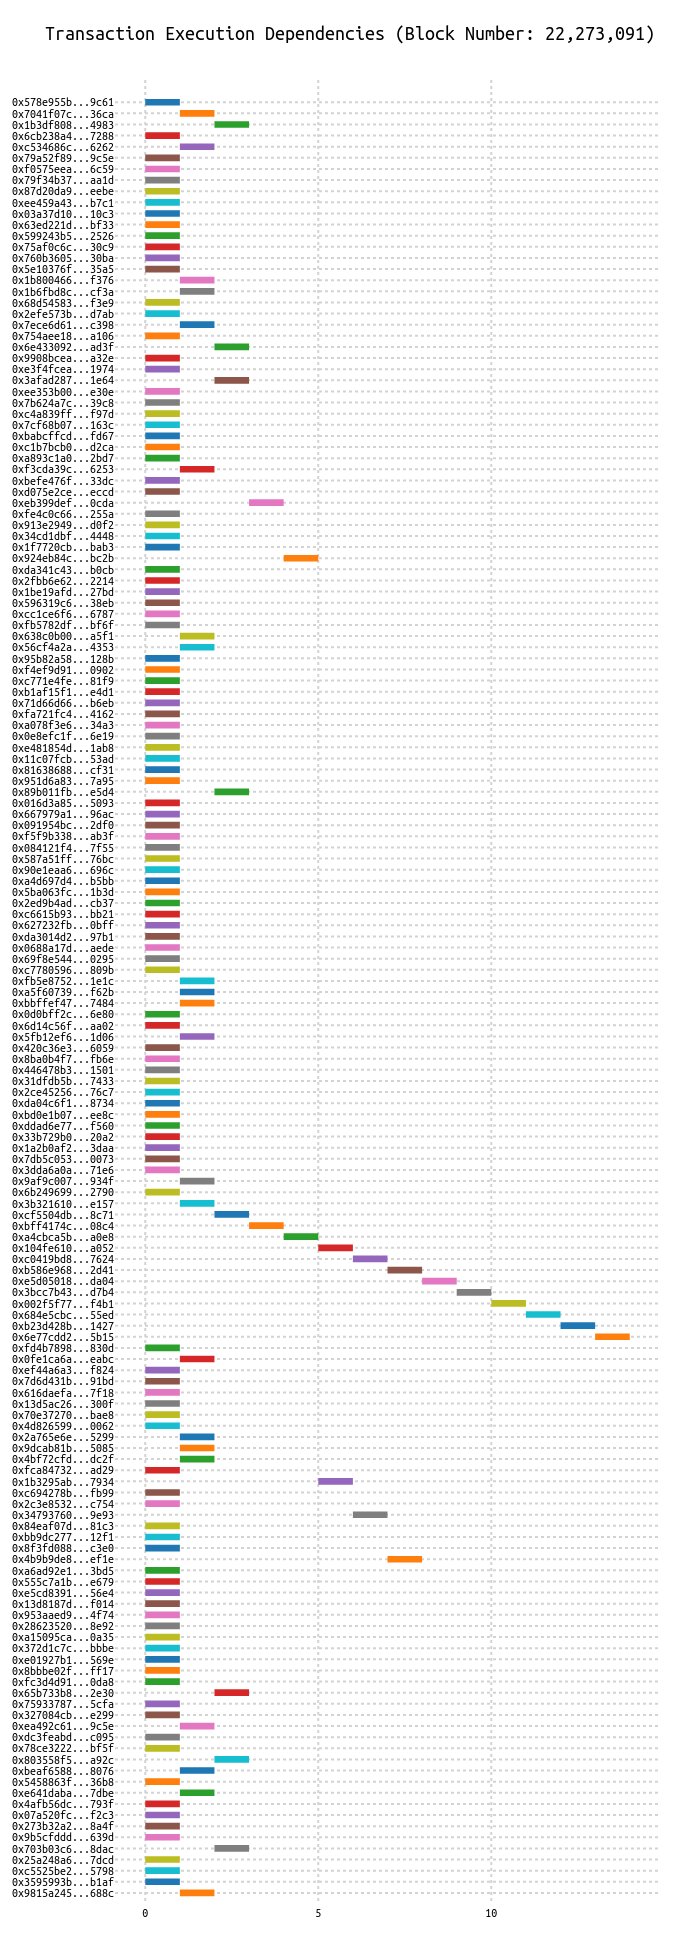 Transaction Execution Dependencies (Block Number: 22,273,091)
0x578e955b...9c61
0x7041f07c...36ca
0x1b3df808...4983
0x6cb238a4...7288
0xc534686c...6262
0x79a52f89...9c5e
0xf0575eea...6c59
0x79f34b37...aa1d
0x87d20da9...eebe
0xee459a43...b7c1
0x03a37d10...10c3
0x63ed221d...bf33
0x599243b5...2526
0x75af0c6c...30c9
0x760b3605...30ba
0x5e10376f...35a5
0x1b800466...f376
0x1b6fbd8c...cf3a
0x68d54583...f3e9
0x2efe573b...d7ab
0x7ece6d61...c398
0x754aee18...a106
0x6e433092...ad3f
0x9908bcea...a32e
0xe3f4fcea...1974
0x3afad287...1e64
0xee353b00...e30e
0x7b624a7c...39c8
0xc4a839ff...f97d
0x7cf68b07...163c
0xbabcffcd...fd67
0xc1b7bcb0...d2ca
0xa893c1a0...2bd7
0xf3cda39c...6253
0xbefe476f...33dc
0xd075e2ce...eccd
0xeb399def...0cda
0xfe4c0c66...255a
0x913e2949...d0f2
0x34cd1dbf...4448
0x1f7720cb...bab3
0x924eb84c...bc2b
0xda341c43...b0cb
0x2fbb6e62...2214
0x1be19afd...27bd
0x596319c6...38eb
0xcc1ce6f6...6787
0xfb5782df...bf6f
0x638c0b00...a5f1
0x56cf4a2a...4353
0x95b82a58...128b
0xf4ef9d91...0902
0xc771e4fe...81f9
0xb1af15f1...e4d1
0x71d66d66...b6eb
0xfa721fc4...4162
0xa078f3e6...34a3
0x0e8efc1f...6e19
0xe481854d...1ab8
0x11c07fcb...53ad
0x81638688...cf31
0x951d6a83...7a95
0x89b011fb...e5d4
0x016d3a85...5093
0x667979a1...96ac
0x091954bc...2df0
0xf5f9b338...ab3f
0x084121f4...7f55
0x587a51ff...76bc
0x90e1eaa6...696c
0xa4d697d4...b5bb
0x5ba063fc...1b3d
0x2ed9b4ad...cb37
0xc6615b93...bb21
0x627232fb...0bff
0xda3014d2...97b1
0x0688a17d...aede
0x69f8e544...0295
0xc7780596...809b
0xfb5e8752...1e1c
0xa5f60739...f62b
0xbbffef47...7484
0x0d0bff2c...6e80
0x6d14c56f...aa02
0x5fb12ef6...1d06
0x420c36e3...6059
0x8ba0b4f7...fb6e
0x446478b3...1501
0x31dfdb5b...7433
0x2ce45256...76c7
0xda04c6f1...8734
0xbd0e1b07...ee8c
0xddad6e77...f560
0x33b729b0...20a2
0x1a2b0af2...3daa
0x7db5c053...0073
0x3dda6a0a...71e6
0x9af9c007...934f
0x6b249699...2790
0x3b321610...e157
0xcf5504db...8c71
0xbff4174c...08c4
0xa4cbca5b...a0e8
0x104fe610...a052
0xc0419bd8...7624
0xb586e968...2d41
0xe5d05018...da04
0x3bcc7b43...d7b4
0x002f5f77...f4b1
0x684e5cbc...55ed
0xb23d428b...1427
0x6e77cdd2...5b15
0xfd4b7898...830d
0x0fe1ca6a...eabc
0xef44a6a3...f824
0x7d6d431b...91bd
0x616daefa...7f18
0x13d5ac26...300f
0x70e37270...bae8
0x4d826599...0062
0x2a765e6e...5299
0x9dcab81b...5085
0x4bf72cfd...dc2f
0xfca84732...ad29
0x1b3295ab...7934
0xc694278b...fb99
0x2c3e8532...c754
0x34793760...9e93
0x84eaf07d...81c3
0xbb9dc277...12f1
0x8f3fd088...c3e0
0x4b9b9de8...ef1e
0xa6ad92e1...3bd5
0x555c7a1b...e679
0xe5cd8391...56e4
0x13d8187d...f014
0x953aaed9...4f74
0x28623520...8e92
0xa15095ca...0a35
0x372d1c7c...bbbe
0xe01927b1...569e
0x8bbbe02f...ff17
0xfc3d4d91...0da8
0x65b733b8...2e30
0x75933787...5cfa
0x327084cb...e299
0xea492c61...9c5e
0xdc3feabd...c095
0x78ce3222...bf5f
0x803558f5...a92c
0xbeaf6588...8076
0x5458863f...36b8
0xe641daba...7dbe
0x4afb56dc...793f
0x07a520fc...f2c3
0x273b32a2...8a4f
0x9b5cfddd...639d
0x703b03c6...8dac
0x25a248a6...7dcd
0xc5525be2...5798
0x3595993b...b1af
0x9815a245...688c
0 5 10